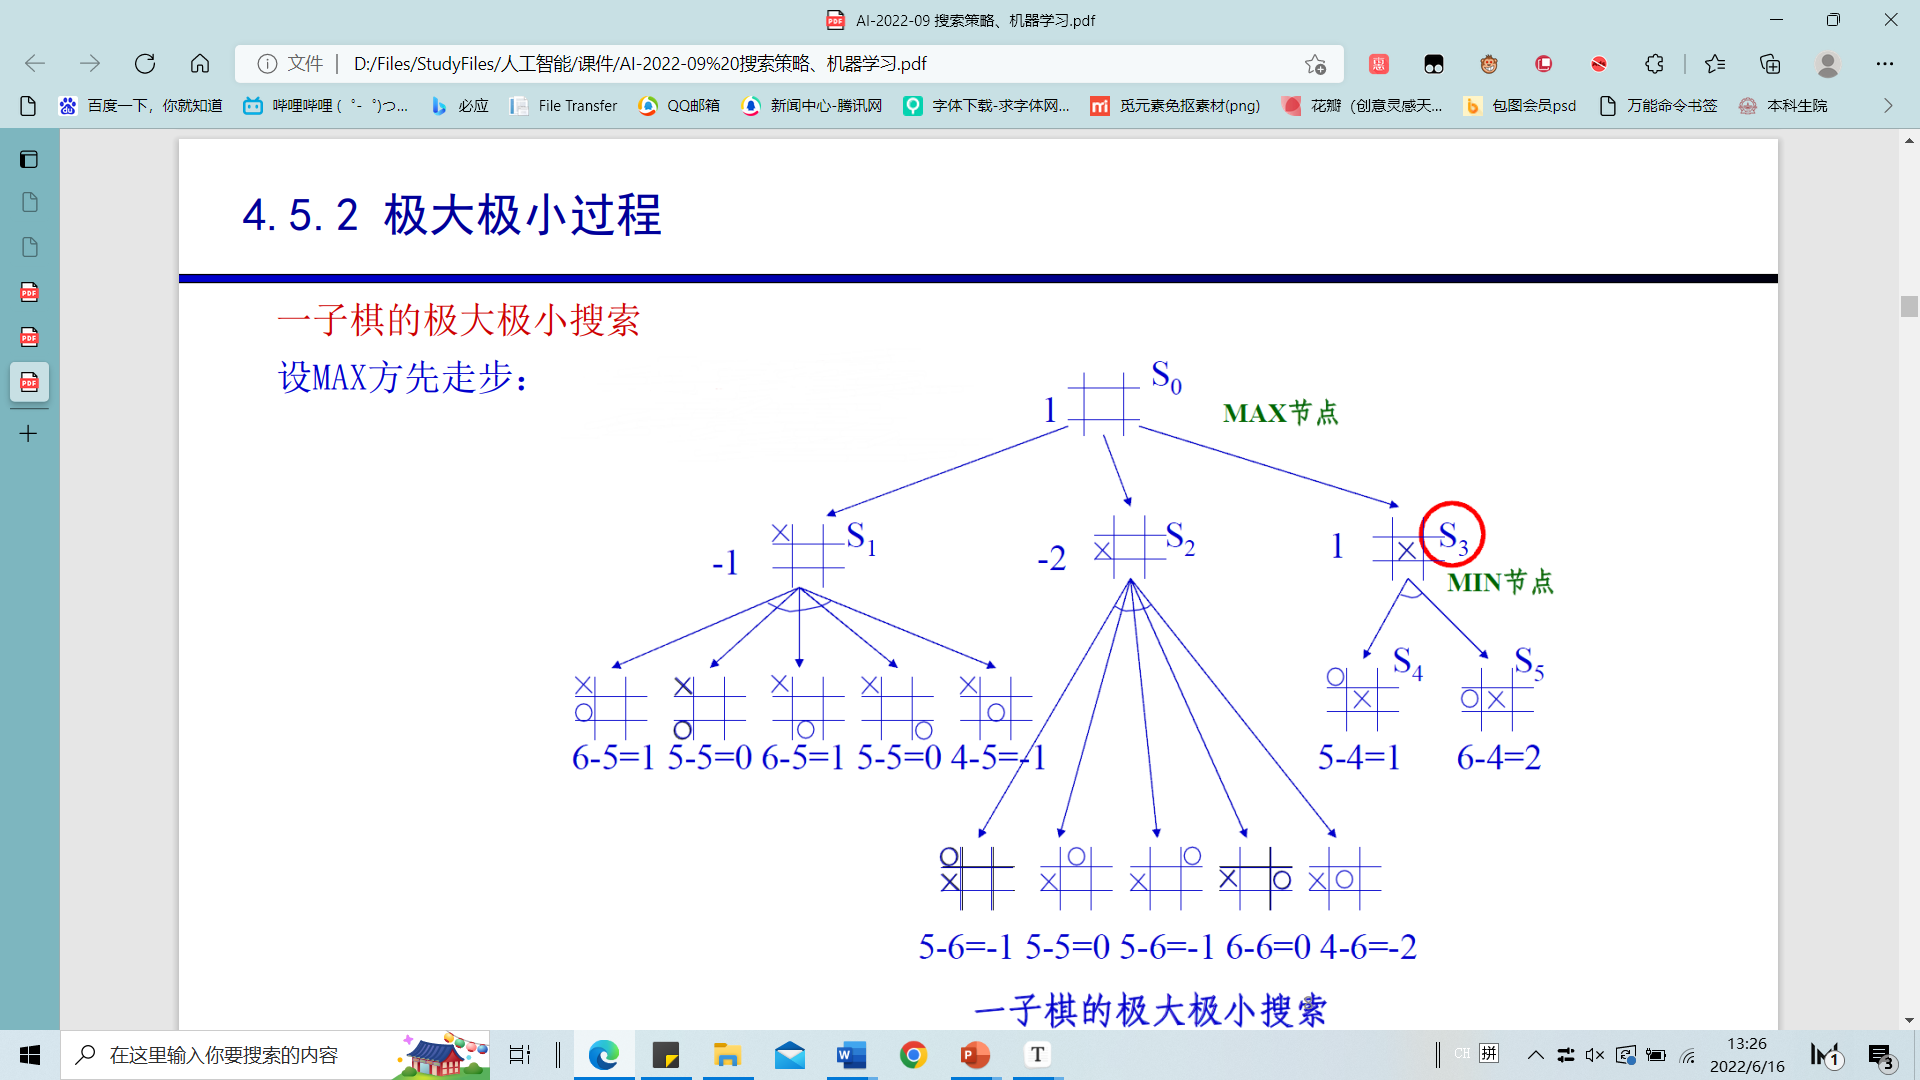 AI-2022-09 搜索策略、机器学习.pdf
文件 D:/Files/StudyFiles/人工智能/课件/AI-2022-09%20搜索策略、机器学习.pdf
百度一下，你就知道 哔哩哔哩 (゜-゜)つ... 必应 File Transfer QQ邮箱 新闻中心-腾讯网 字体下载-求字体网... 觅元素免抠素材(png) 花瓣（创意灵感天... 包图会员psd 万能命令书签 本科生院
4.5.2 极大极小过程
一子棋的极大极小搜索
设MAX方先走步：
S0
1
MAX节点
S1
S2
S3
-1
-2
1
MIN节点
S4
S5
6-5=1 5-5=0 6-5=1 5-5=0 4-5=-1
5-4=1 6-4=2
5-6=-1 5-5=0 5-6=-1 6-6=0 4-6=-2
一子棋的极大极小搜索
在这里输入你要搜索的内容
CH 拼
13:26
2022/6/16
1
3